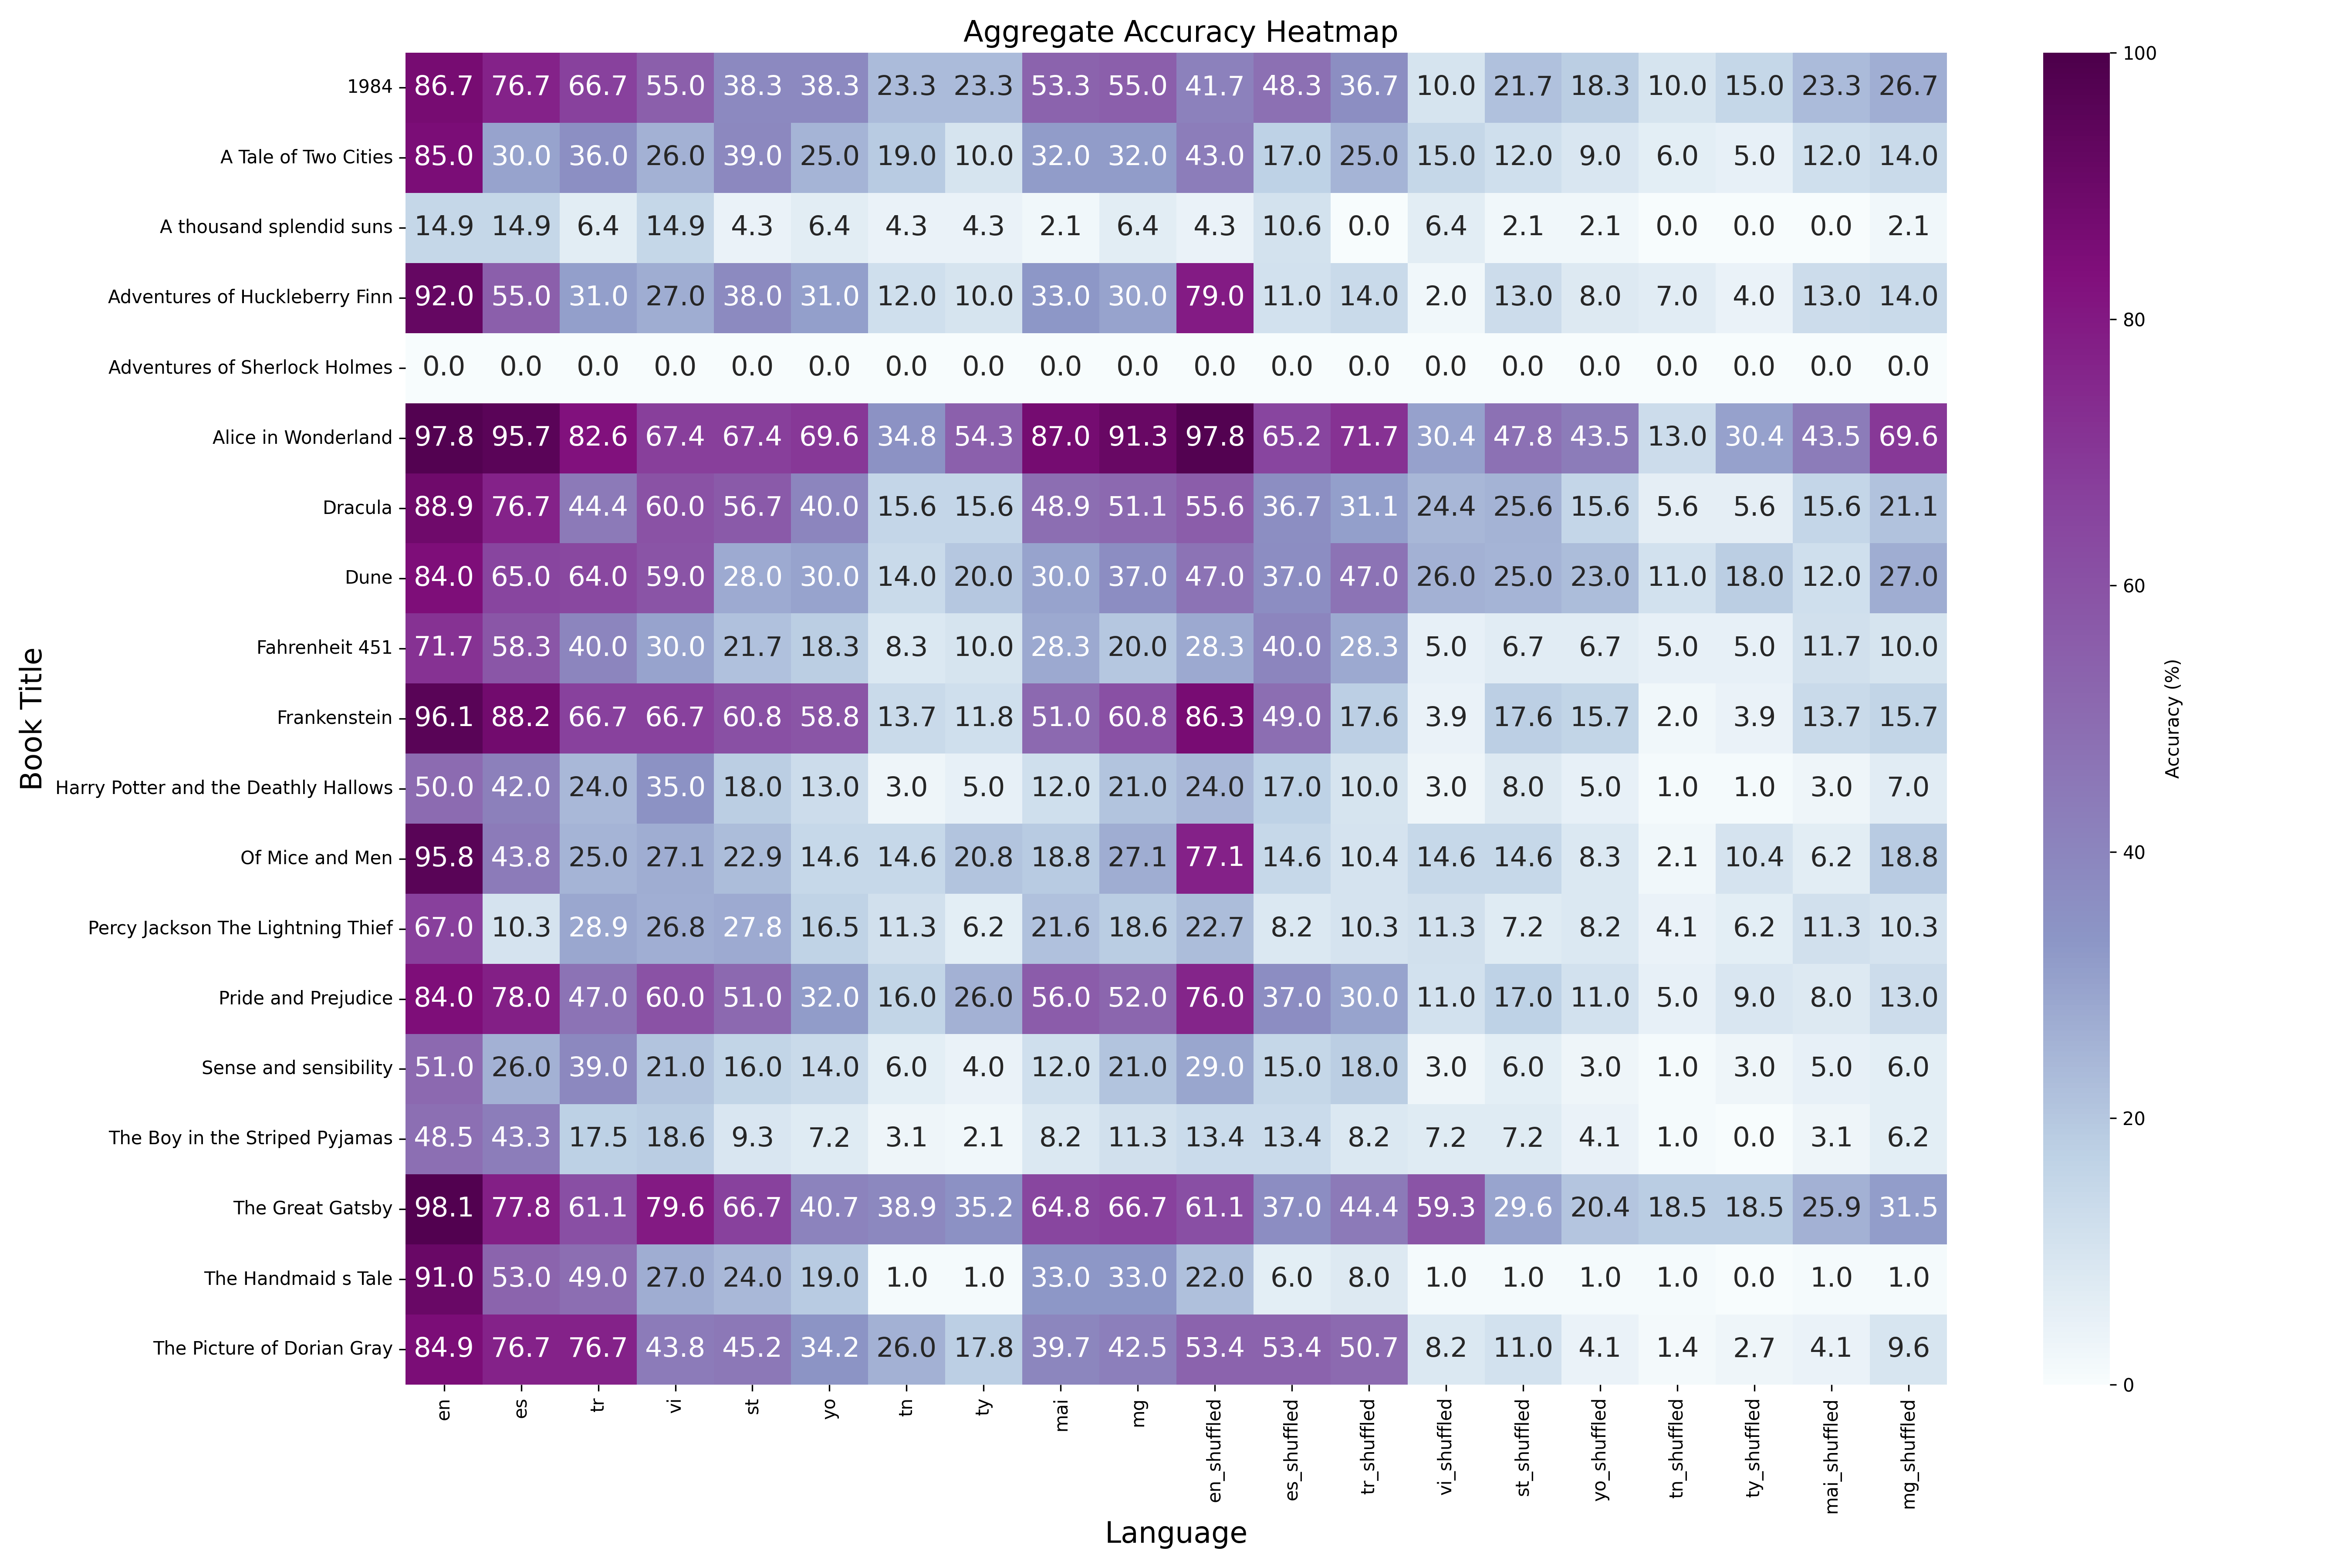 Aggregate Accuracy Heatmap
Book Title
1984 86.7 76.7 66.7 55.0 38.3 38.3 23.3 23.3 53.3 55.0 41.7 48.3 36.7 10.0 21.7 18.3 10.0 15.0 23.3 26.7
A Tale of Two Cities 85.0 30.0 36.0 26.0 39.0 25.0 19.0 10.0 32.0 32.0 43.0 17.0 25.0 15.0 12.0 9.0 6.0 5.0 12.0 14.0
A thousand splendid suns 14.9 14.9 6.4 14.9 4.3 6.4 4.3 4.3 2.1 6.4 4.3 10.6 0.0 6.4 2.1 2.1 0.0 0.0 0.0 2.1
Adventures of Huckleberry Finn 92.0 55.0 31.0 27.0 38.0 31.0 12.0 10.0 33.0 30.0 79.0 11.0 14.0 2.0 13.0 8.0 7.0 4.0 13.0 14.0
Adventures of Sherlock Holmes 0.0 0.0 0.0 0.0 0.0 0.0 0.0 0.0 0.0 0.0 0.0 0.0 0.0 0.0 0.0 0.0 0.0 0.0 0.0 0.0
Alice in Wonderland 97.8 95.7 82.6 67.4 67.4 69.6 34.8 54.3 87.0 91.3 97.8 65.2 71.7 30.4 47.8 43.5 13.0 30.4 43.5 69.6
Dracula 88.9 76.7 44.4 60.0 56.7 40.0 15.6 15.6 48.9 51.1 55.6 36.7 31.1 24.4 25.6 15.6 5.6 5.6 15.6 21.1
Dune 84.0 65.0 64.0 59.0 28.0 30.0 14.0 20.0 30.0 37.0 47.0 37.0 47.0 26.0 25.0 23.0 11.0 18.0 12.0 27.0
Fahrenheit 451 71.7 58.3 40.0 30.0 21.7 18.3 8.3 10.0 28.3 20.0 28.3 40.0 28.3 5.0 6.7 6.7 5.0 5.0 11.7 10.0
Frankenstein 96.1 88.2 66.7 66.7 60.8 58.8 13.7 11.8 51.0 60.8 86.3 49.0 17.6 3.9 17.6 15.7 2.0 3.9 13.7 15.7
Harry Potter and the Deathly Hallows 50.0 42.0 24.0 35.0 18.0 13.0 3.0 5.0 12.0 21.0 24.0 17.0 10.0 3.0 8.0 5.0 1.0 1.0 3.0 7.0
Of Mice and Men 95.8 43.8 25.0 27.1 22.9 14.6 14.6 20.8 18.8 27.1 77.1 14.6 10.4 14.6 14.6 8.3 2.1 10.4 6.2 18.8
Percy Jackson The Lightning Thief 67.0 10.3 28.9 26.8 27.8 16.5 11.3 6.2 21.6 18.6 22.7 8.2 10.3 11.3 7.2 8.2 4.1 6.2 11.3 10.3
Pride and Prejudice 84.0 78.0 47.0 60.0 51.0 32.0 16.0 26.0 56.0 52.0 76.0 37.0 30.0 11.0 17.0 11.0 5.0 9.0 8.0 13.0
Sense and sensibility 51.0 26.0 39.0 21.0 16.0 14.0 6.0 4.0 12.0 21.0 29.0 15.0 18.0 3.0 6.0 3.0 1.0 3.0 5.0 6.0
The Boy in the Striped Pyjamas 48.5 43.3 17.5 18.6 9.3 7.2 3.1 2.1 8.2 11.3 13.4 13.4 8.2 7.2 7.2 4.1 1.0 0.0 3.1 6.2
The Great Gatsby 98.1 77.8 61.1 79.6 66.7 40.7 38.9 35.2 64.8 66.7 61.1 37.0 44.4 59.3 29.6 20.4 18.5 18.5 25.9 31.5
The Handmaid s Tale 91.0 53.0 49.0 27.0 24.0 19.0 1.0 1.0 33.0 33.0 22.0 6.0 8.0 1.0 1.0 1.0 1.0 0.0 1.0 1.0
The Picture of Dorian Gray 84.9 76.7 76.7 43.8 45.2 34.2 26.0 17.8 39.7 42.5 53.4 53.4 50.7 8.2 11.0 4.1 1.4 2.7 4.1 9.6
en es tr vi st yo tn ty mai mg en_shuffled es_shuffled tr_shuffled vi_shuffled st_shuffled yo_shuffled tn_shuffled ty_shuffled mai_shuffled mg_shuffled
Language
100
80
60
40
20
0
Accuracy (%)